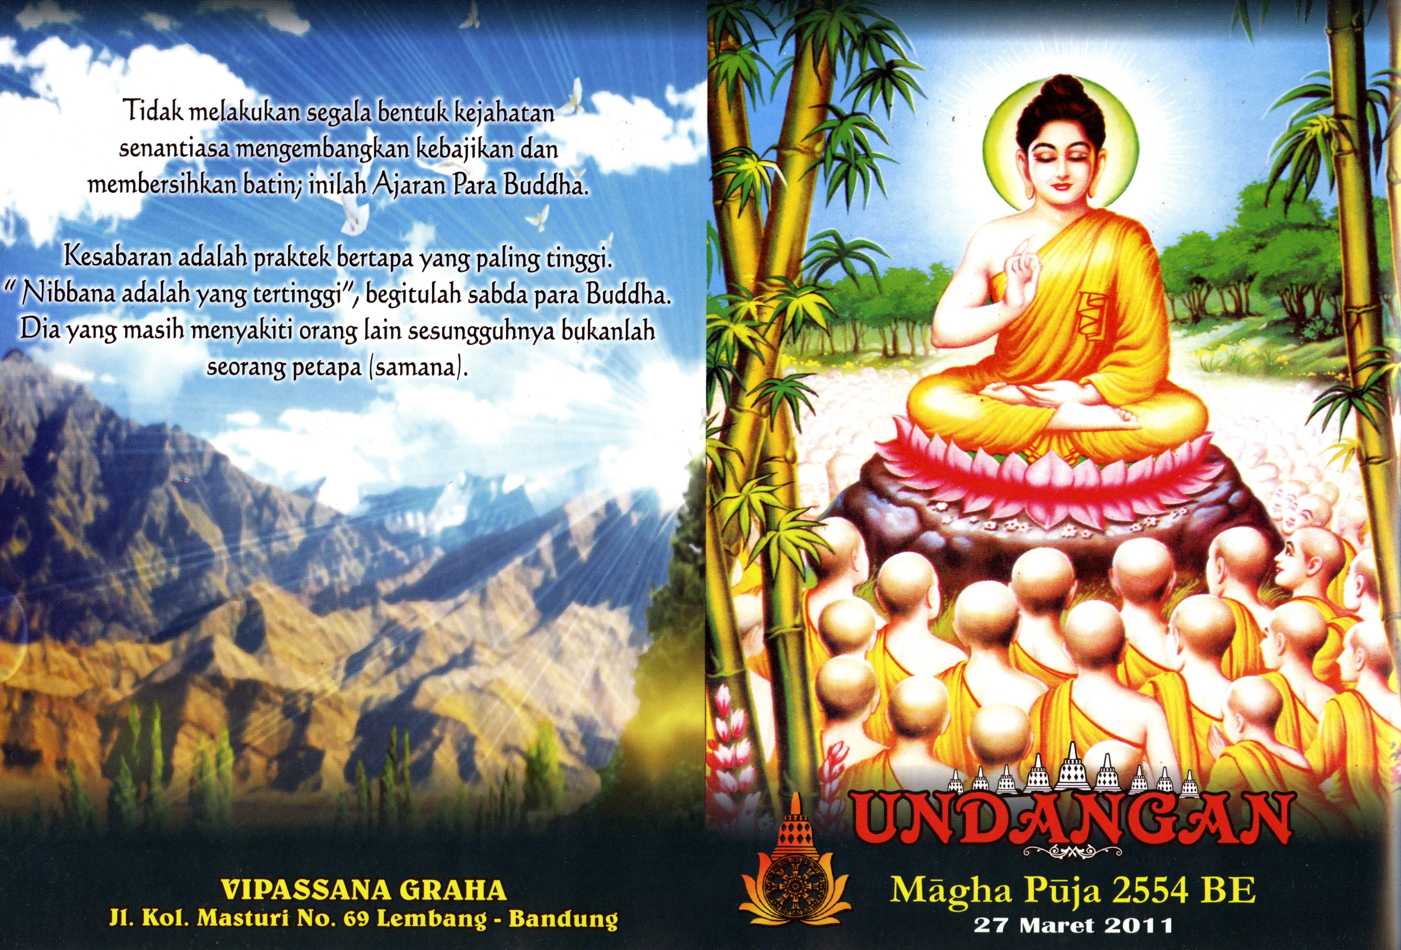 Tidak melakukan segala bentuk kejahatan
senantiasa mengembangkan kebajikan dan
membersihkan batin; inilah Ajaran Para Buddha.
Kesabaran adalah praktek bertapa yang paling tinggi.
“ Nibbana adalah yang tertinggi”, begitulah sabda para Buddha.
Dia yang masih menyakiti orang lain sesungguhnya bukanlah
seorang petapa (samana).
VIPASSANA GRAHA
Jl. Kol. Masturi No. 69 Lembang - Bandung
UNDANGAN
Māgha Pūja 2554 BE
27 Maret 2011